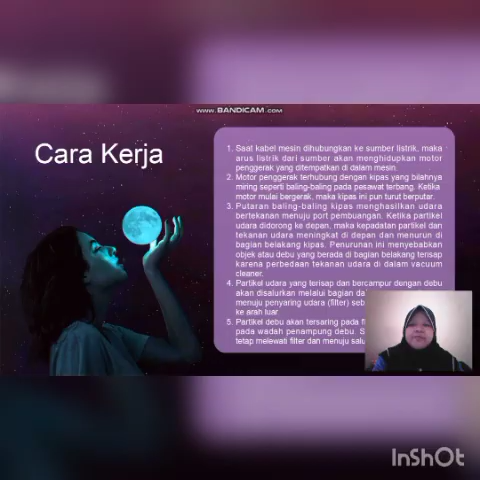 www.BANDICAM.com
Cara Kerja
1. Saat kabel mesin dihubungkan ke sumber listrik, maka
arus listrik dari sumber akan menghidupkan motor
penggerak yang ditempatkan di dalam mesin.
2. Motor penggerak terhubung dengan kipas yang bilahnya
miring seperti baling-baling pada pesawat terbang. Ketika
motor mulai bergerak, maka kipas ini pun turut berputar.
3. Putaran baling-baling kipas menghasilkan udara
bertekanan menuju port pembuangan. Ketika partikel
udara didorong ke depan, maka kepadatan partikel dan
tekanan udara meningkat di depan dan menurun di
bagian belakang kipas. Penurunan ini menyebabkan
objek atau debu yang berada di bagian belakang terisap
karena perbedaan tekanan udara di dalam vacuum
cleaner.
4. Partikel udara yang terisap dan bercampur dengan debu
akan disalurkan melalui bagian
menuju penyaring udara (filter)
ke arah luar
5. Partikel debu akan tersaring pada
pada wadah penampung debu.
tetap melewati filter dan menuju
InShOt